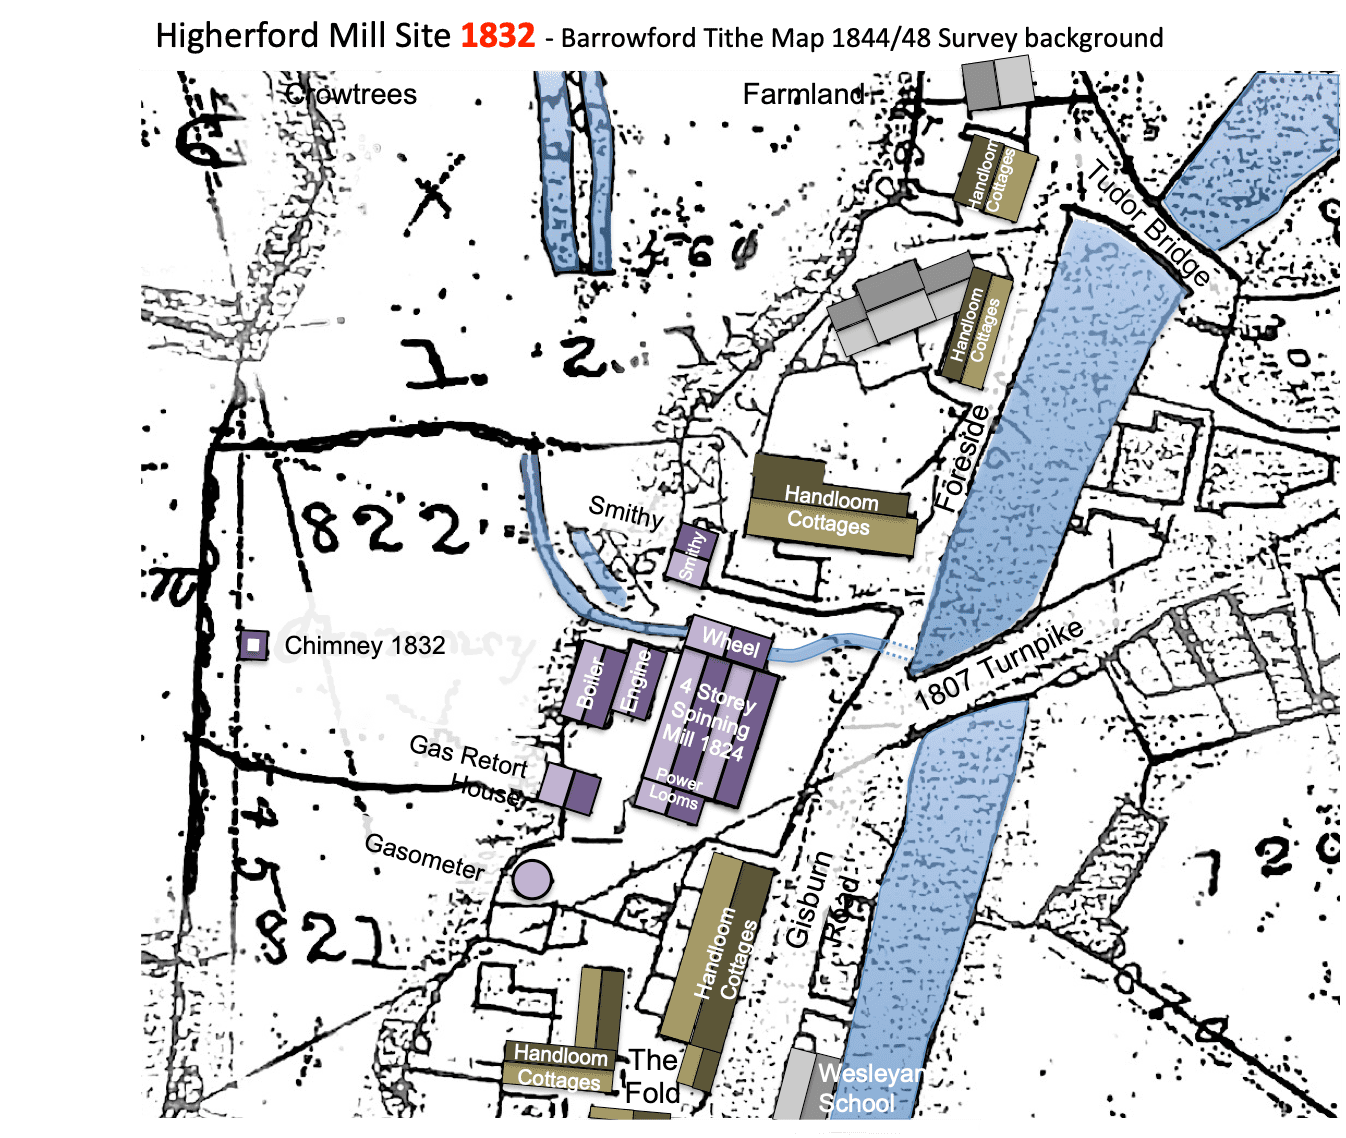 Higherford Mill Site 1832 - Barrowford Tithe Map 1844/48 Survey background
Crowtrees
Farmland
Handloom
Cottages
Tudor Bridge
1. 2.
Handloom
Cottages
Foreside
Handloom
Cottages
822
Smithy
Smithy
Wheel
Chimney 1832
Boiler
Engine
4 Storey
Spinning
Mill 1824
Power
Looms
1807 Turnpike
Gas Retort
House
Gasometer
Gisburn
Road
821
Handloom
Cottages
Handloom
Cottages
The
Fold
Wesleyan
School